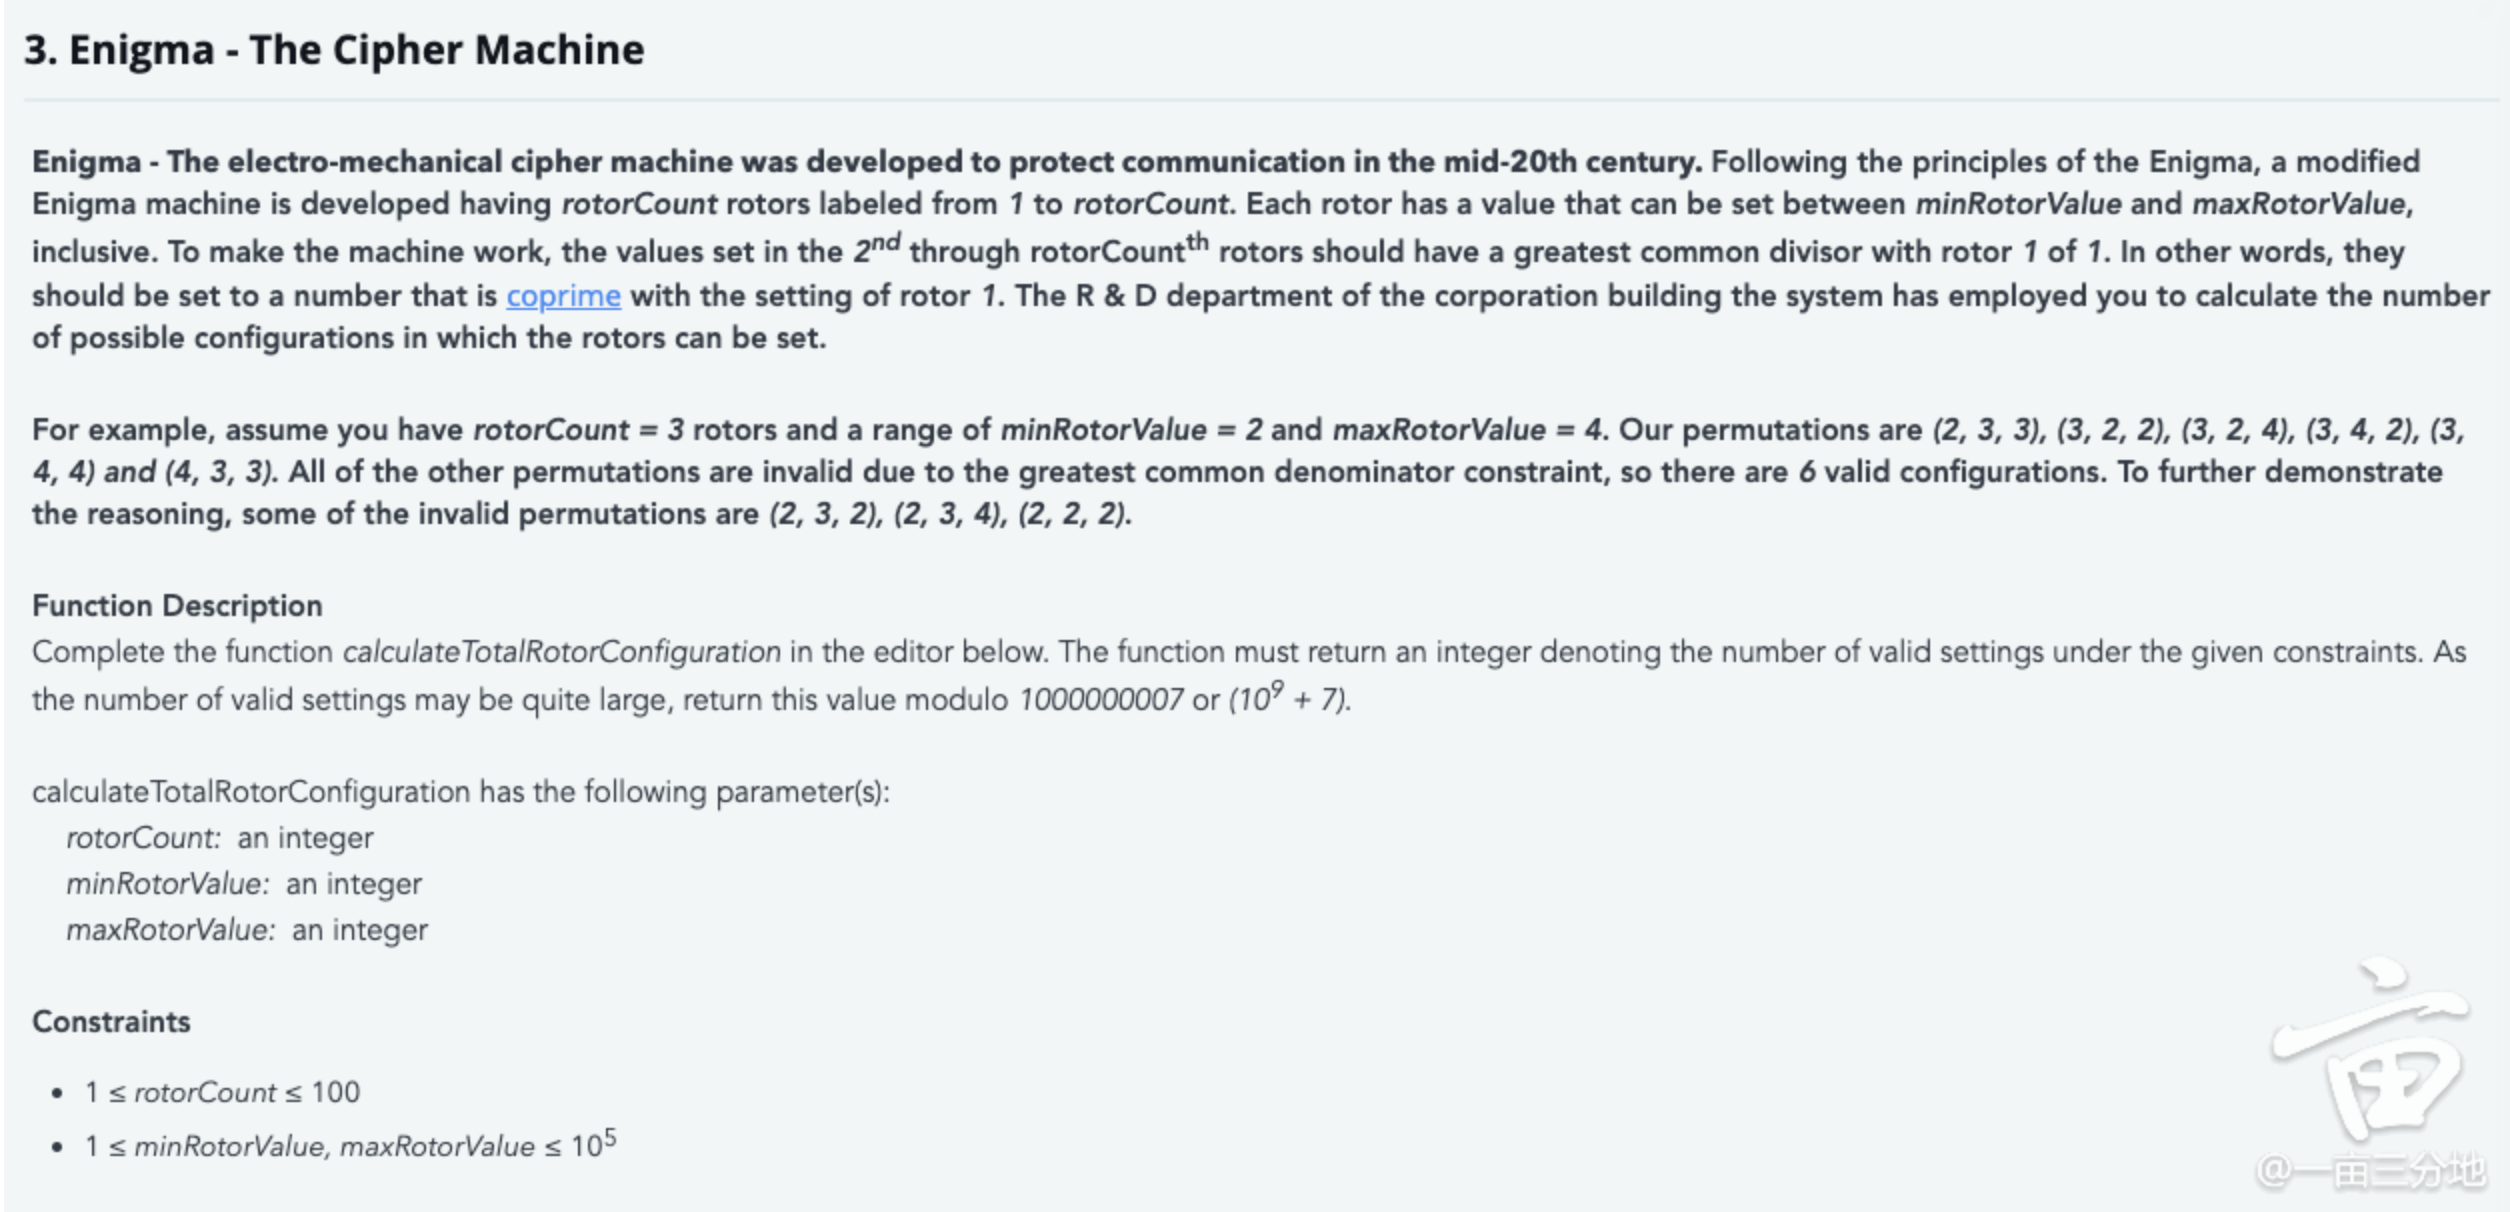 3. Enigma - The Cipher Machine
Enigma - The electro-mechanical cipher machine was developed to protect communication in the mid-20th century. Following the principles of the Enigma, a modified
Enigma machine is developed having rotorCount rotors labeled from 1 to rotorCount. Each rotor has a value that can be set between minRotorValue and maxRotorValue,
inclusive. To make the machine work, the values set in the 2nd through rotorCountth rotors should have a greatest common divisor with rotor 1 of 1. In other words, they
should be set to a number that is coprime with the setting of rotor 1. The R & D department of the corporation building the system has employed you to calculate the number
of possible configurations in which the rotors can be set.
For example, assume you have rotorCount = 3 rotors and a range of minRotorValue = 2 and maxRotorValue = 4. Our permutations are (2, 3, 3), (3, 2, 2), (3, 2, 4), (3, 4, 2), (3,
4, 4) and (4, 3, 3). All of the other permutations are invalid due to the greatest common denominator constraint, so there are 6 valid configurations. To further demonstrate
the reasoning, some of the invalid permutations are (2, 3, 2), (2, 3, 4), (2, 2, 2).
Function Description
Complete the function calculateTotalRotorConfiguration in the editor below. The function must return an integer denoting the number of valid settings under the given constraints. As
the number of valid settings may be quite large, return this value modulo 1000000007 or (10^9 + 7).
calculateTotalRotorConfiguration has the following parameter(s):
rotorCount: an integer
minRotorValue: an integer
maxRotorValue: an integer
Constraints
• 1 ≤ rotorCount ≤ 100
• 1 ≤ minRotorValue, maxRotorValue ≤ 10^5
亩
@一亩三分地